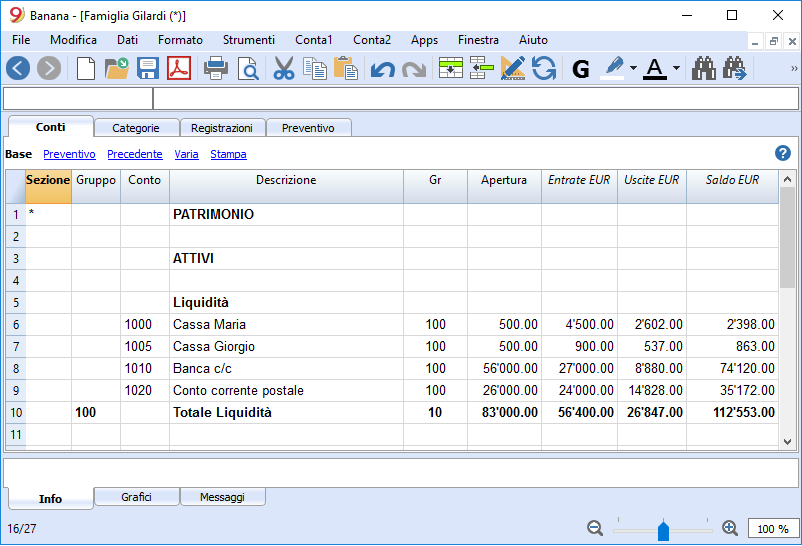 Banana - [Famiglia Gilardi (*)]
File Modifica Dati Formato Strumenti Conta1 Conta2 Apps Finestra Aiuto
G A »
Conti Categorie Registrazioni Preventivo
Base Preventivo Precedente Varia Stampa ?
Sezione Gruppo Conto Descrizione Gr Apertura Entrate EUR Uscite EUR Saldo EUR
1 * PATRIMONIO
2
3 ATTIVI
4
5 Liquidità
6 1000 Cassa Maria 100 500.00 4'500.00 2'602.00 2'398.00
7 1005 Cassa Giorgio 100 500.00 900.00 537.00 863.00
8 1010 Banca c/c 100 56'000.00 27'000.00 8'880.00 74'120.00
9 1020 Conto corrente postale 100 26'000.00 24'000.00 14'828.00 35'172.00
10 100 Totale Liquidità 10 83'000.00 56'400.00 26'847.00 112'553.00
11
Info Grafici Messaggi
16/27 100 %